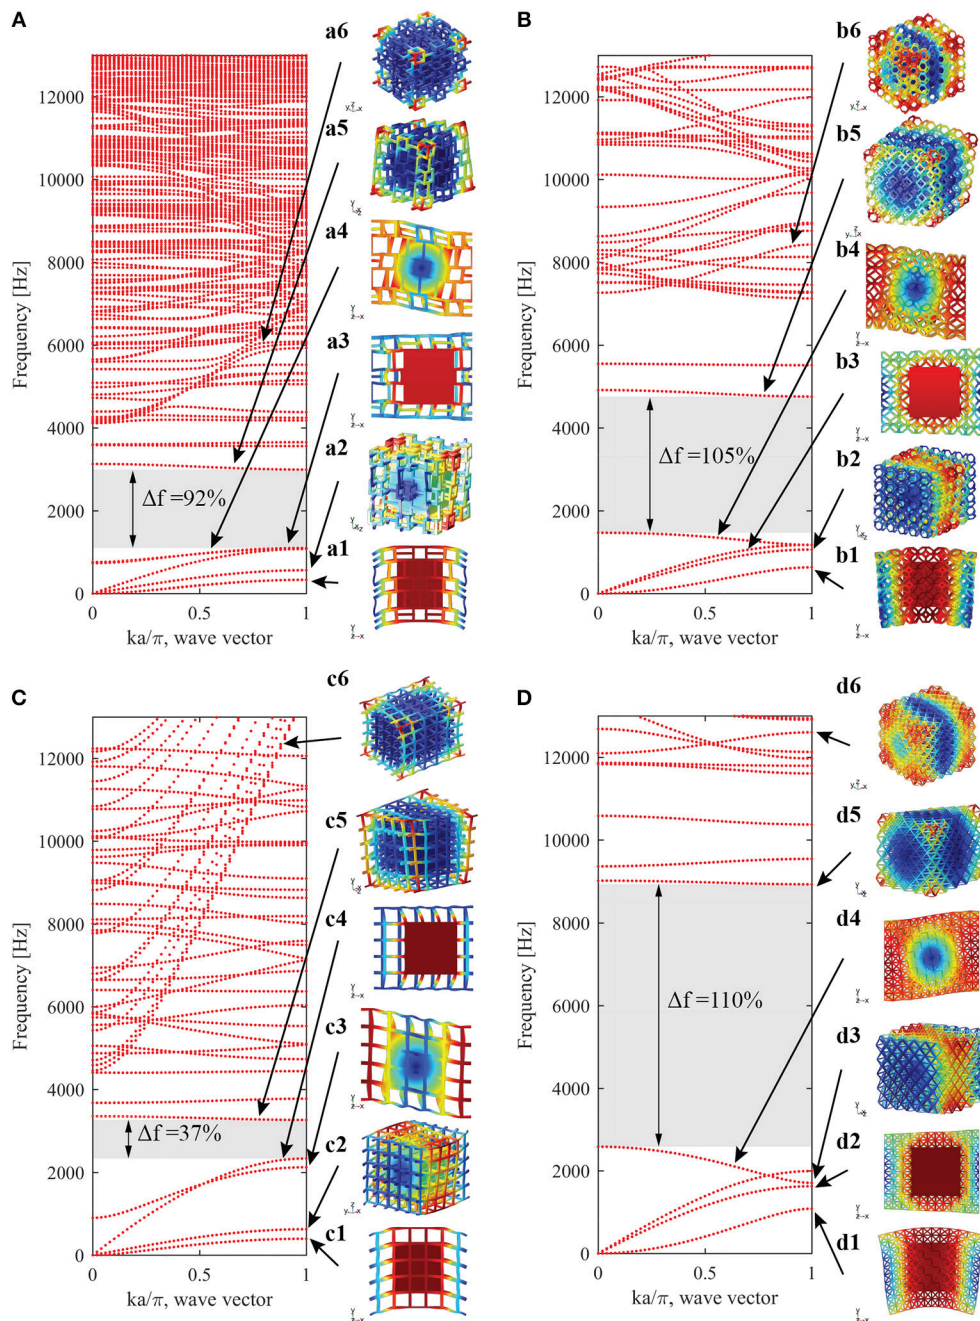 A
a6
a5
a4
a3
a2
a1
12000
10000
8000
6000
4000
2000
0
Frequency [Hz]
Δf =92%
0
0.5
1
ka/π, wave vector
B
b6
b5
b4
b3
b2
b1
12000
10000
8000
6000
4000
2000
0
Frequency [Hz]
Δf =105%
0
0.5
1
ka/π, wave vector
C
c6
c5
c4
c3
c2
c1
12000
10000
8000
6000
4000
2000
0
Frequency [Hz]
Δf =37%
0
0.5
1
ka/π, wave vector
D
d6
d5
d4
d3
d2
d1
12000
10000
8000
6000
4000
2000
0
Frequency [Hz]
Δf =110%
0
0.5
1
ka/π, wave vector